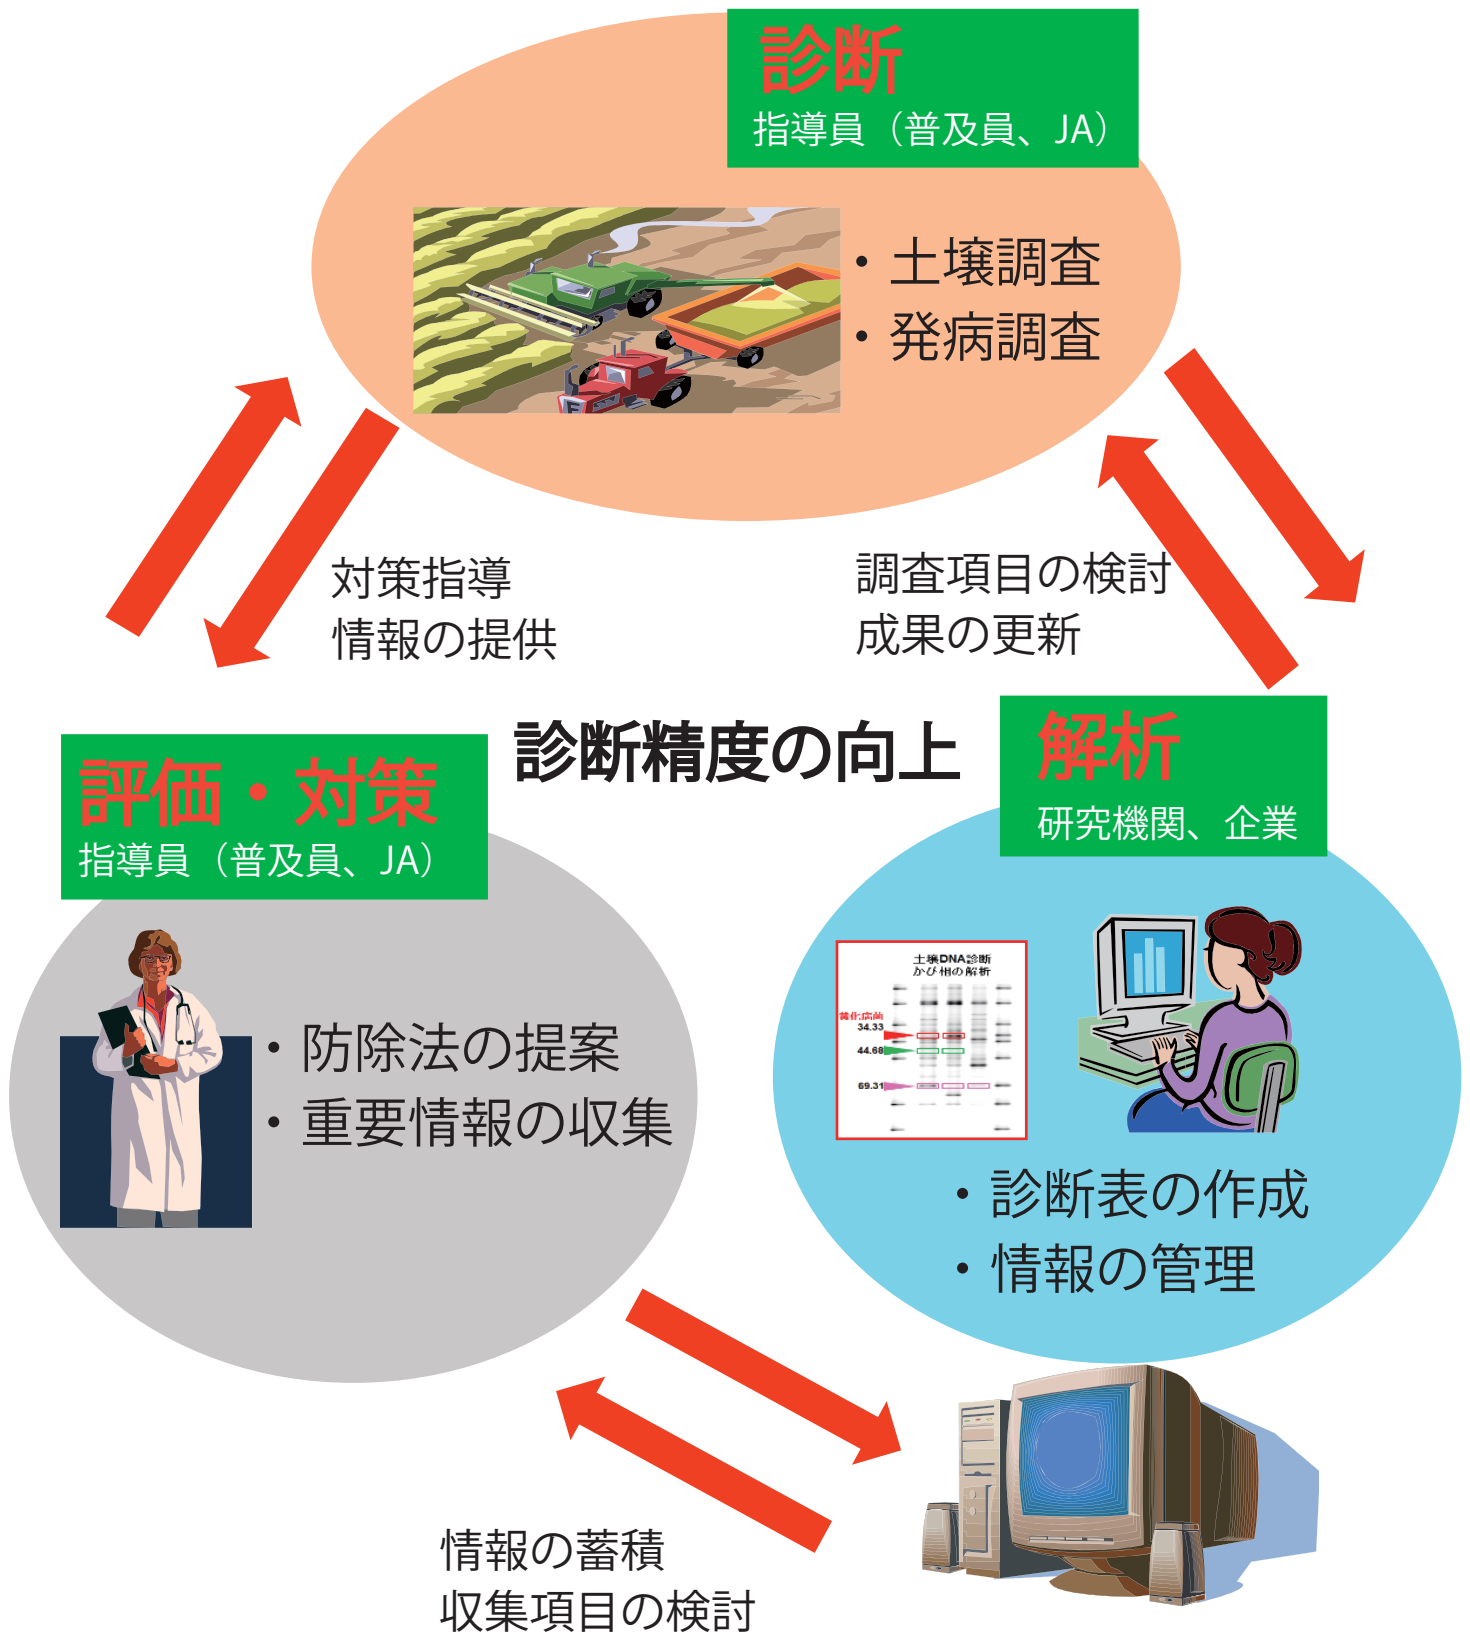 診断
指導員（普及員、JA）
・土壌調査
・発病調査
対策指導
情報の提供
調査項目の検討
成果の更新
診断精度の向上
評価・対策
指導員（普及員、JA）
・防除法の提案
・重要情報の収集
解析
研究機関、企業
土壌DNA診断
かび相の解析
黄化病菌
34.33
44.68
69.31
・診断表の作成
・情報の管理
情報の蓄積
収集項目の検討